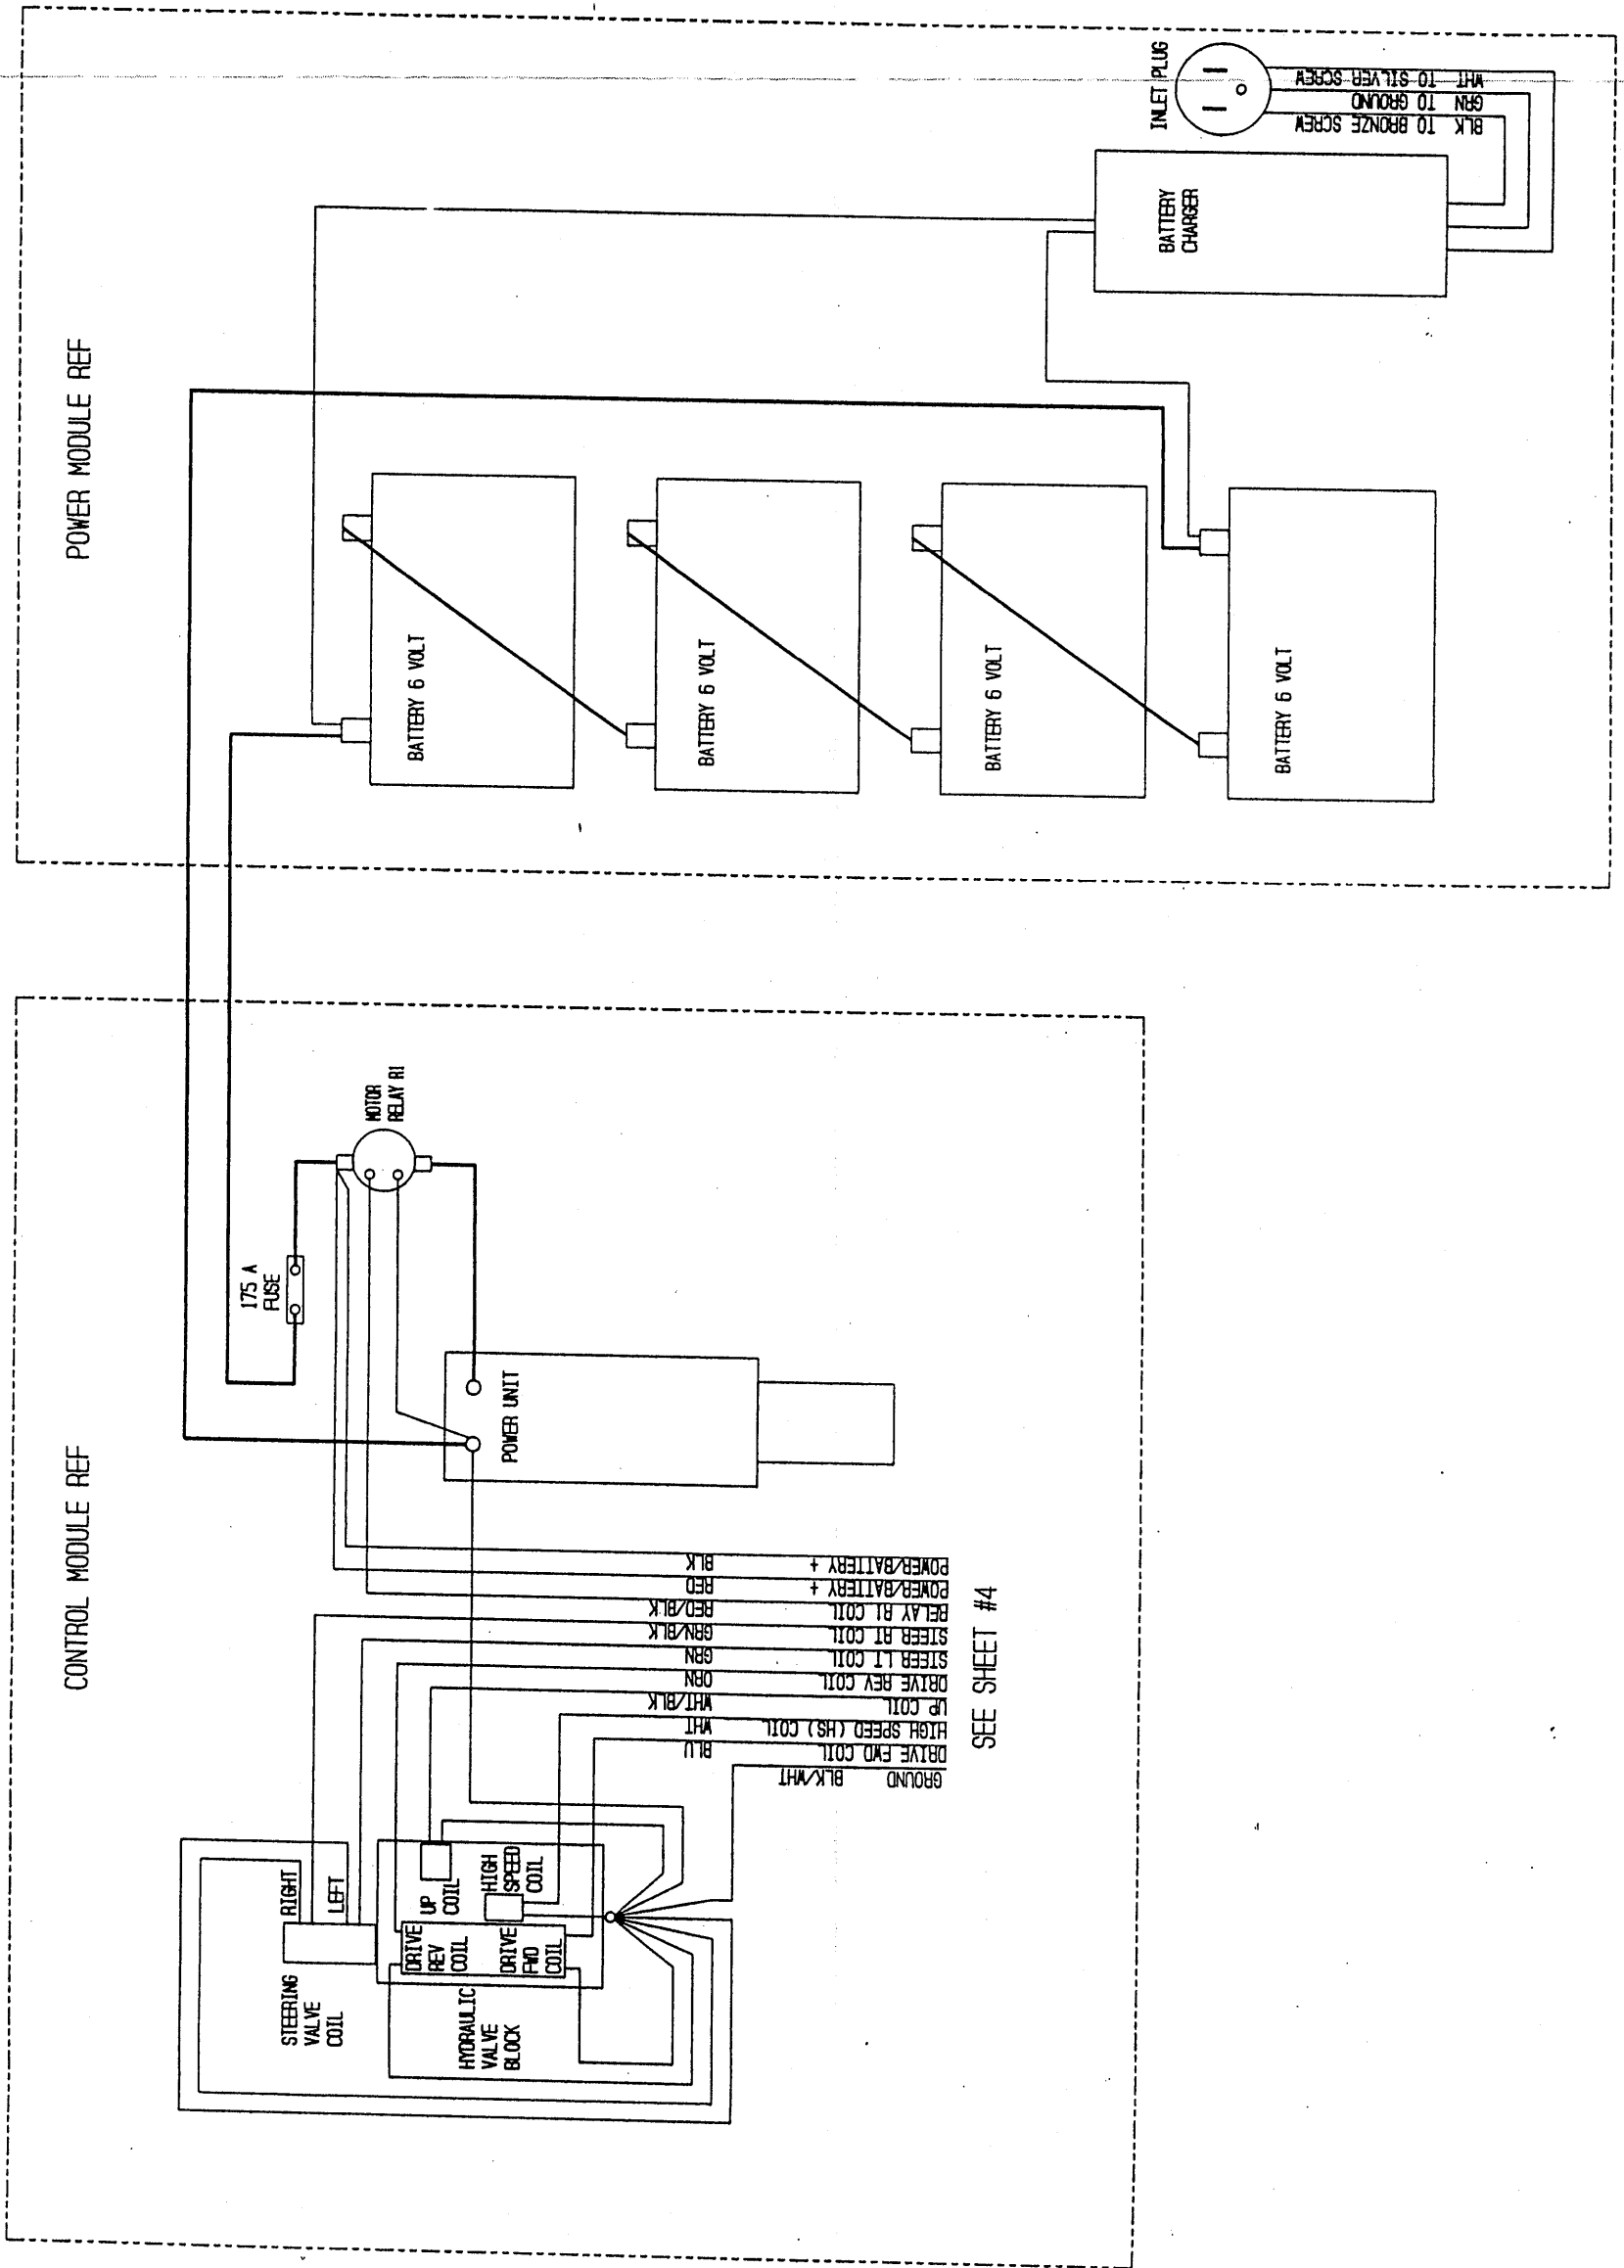 POWER MODULE REF
INLET PLUG
WHT TO SILVER SCREW
GRN TO GROUND
BLK TO BRONZE SCREW
BATTERY
CHARGER
BATTERY 6 VOLT
BATTERY 6 VOLT
BATTERY 6 VOLT
BATTERY 6 VOLT
CONTROL MODULE REF
MOTOR
RELAY R1
175 A
FUSE
POWER UNIT
POWER/BATTERY + BLK
POWER/BATTERY + RED
RELAY R1 COIL RED/BLK
STEER RT COIL GRN/BLK
STEER LT COIL GRN
DRIVE REV COIL ORN
UP COIL WHT/BLK
HIGH SPEED (HS) COIL WHT
DRIVE FWD COIL BLU
GROUND BLK/WHT
SEE SHEET #4
RIGHT
LEFT
STEERING
VALVE
COIL
UP
COIL
HIGH
SPEED
COIL
DRIVE
REV
COIL
DRIVE
FWD
COIL
HYDRAULIC
VALVE
BLOCK